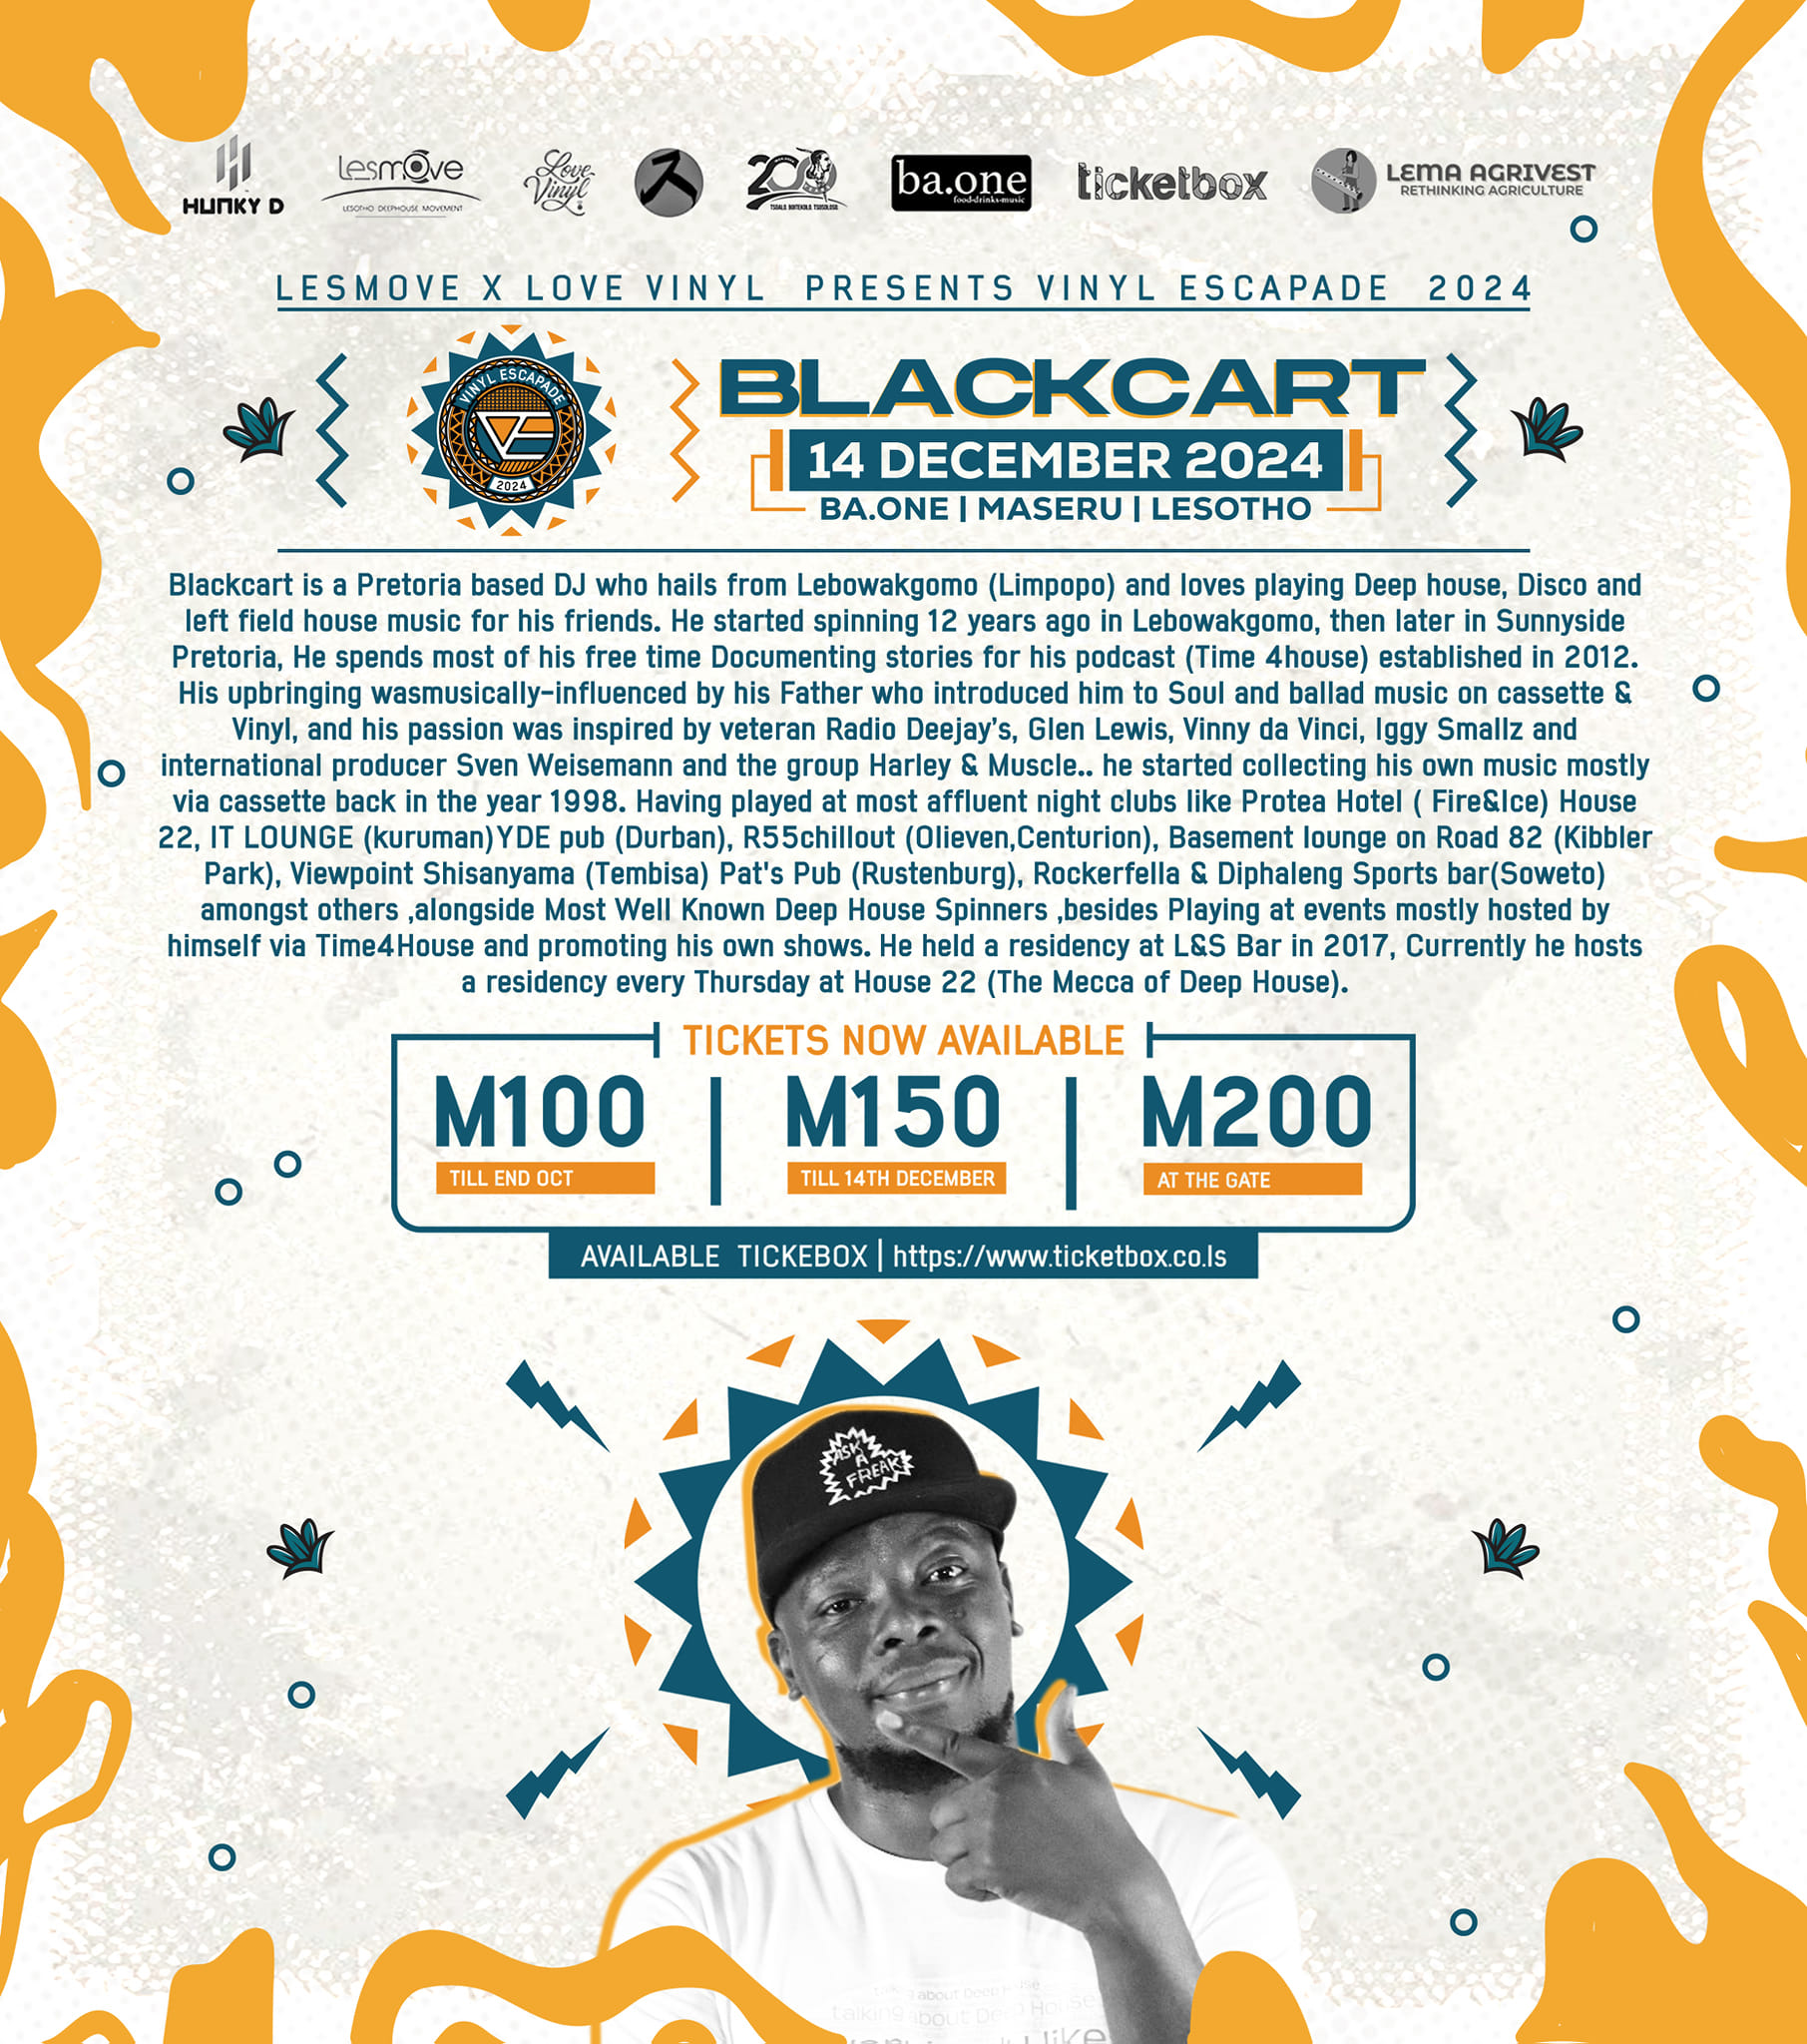 HUNKY D
Lesmove
LESOTHO DEEPHOUSE MOVEMENT
Love
Vinyl
200
ba.one
food-drinks-music
ticketbox
LEMA AGRIVEST
RETHINKING AGRICULTURE
LESMOVE X LOVE VINYL PRESENTS VINYL ESCAPADE 2024
VINYL ESCAPADE
VE
2024
BLACKCART
14 DECEMBER 2024
BA.ONE | MASERU | LESOTHO
Blackcart is a Pretoria based DJ who hails from Lebowakgomo (Limpopo) and loves playing Deep house, Disco and
left field house music for his friends. He started spinning 12 years ago in Lebowakgomo, then later in Sunnyside
Pretoria, He spends most of his free time Documenting stories for his podcast (Time 4house) established in 2012.
His upbringing wasmusically-influenced by his Father who introduced him to Soul and ballad music on cassette &
Vinyl, and his passion was inspired by veteran Radio Deejay's, Glen Lewis, Vinny da Vinci, Iggy Smallz and
international producer Sven Weisemann and the group Harley & Muscle.. he started collecting his own music mostly
via cassette back in the year 1998. Having played at most affluent night clubs like Protea Hotel ( Fire&Ice) House
22, IT LOUNGE (kuruman)YDE pub (Durban), R55chillout (Olieven,Centurion), Basement lounge on Road 82 (Kibbler
Park), Viewpoint Shisanyama (Tembisa) Pat's Pub (Rustenburg), Rockerfella & Diphaleng Sports bar(Soweto)
amongst others ,alongside Most Well Known Deep House Spinners ,besides Playing at events mostly hosted by
himself via Time4House and promoting his own shows. He held a residency at L&S Bar in 2017, Currently he hosts
a residency every Thursday at House 22 (The Mecca of Deep House).
TICKETS NOW AVAILABLE
M100 | M150 | M200
TILL END OCT TILL 14TH DECEMBER AT THE GATE
AVAILABLE TICKEBOX | https://www.ticketbox.co.ls
ASK
A
FREAK
about Deep House
talking about Deep House
like